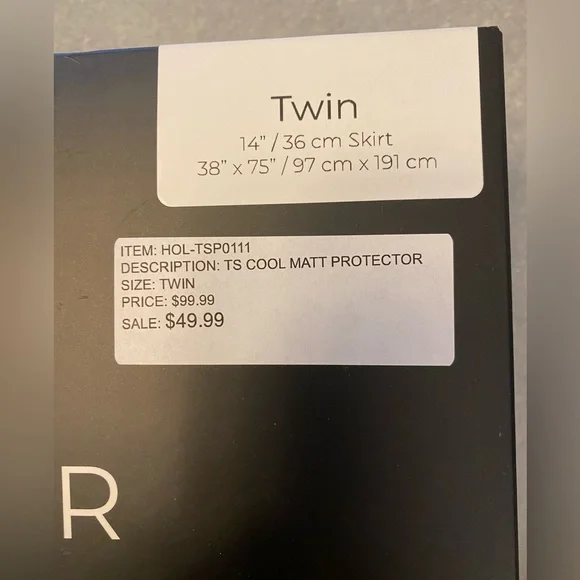 Twin
14” / 36 cm Skirt
38” x 75” / 97 cm x 191 cm
ITEM: HOL-TSP0111
DESCRIPTION: TS COOL MATT PROTECTOR
SIZE: TWIN
PRICE: $99.99
SALE: $49.99
R